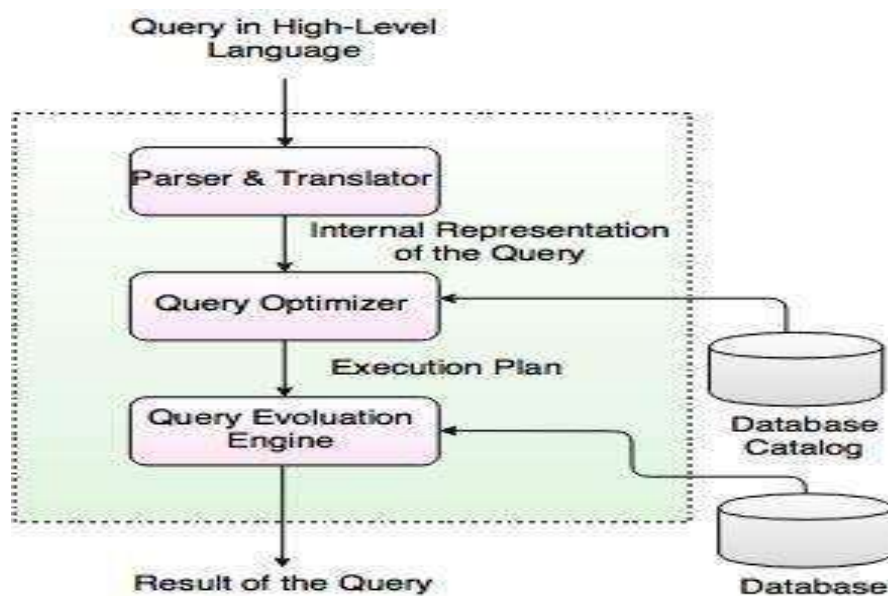 Query in High-Level
Language
Parser & Translator
Internal Representation
of the Query
Query Optimizer
Execution Plan
Query Evoluation
Engine
Database
Catalog
Result of the Query
Database